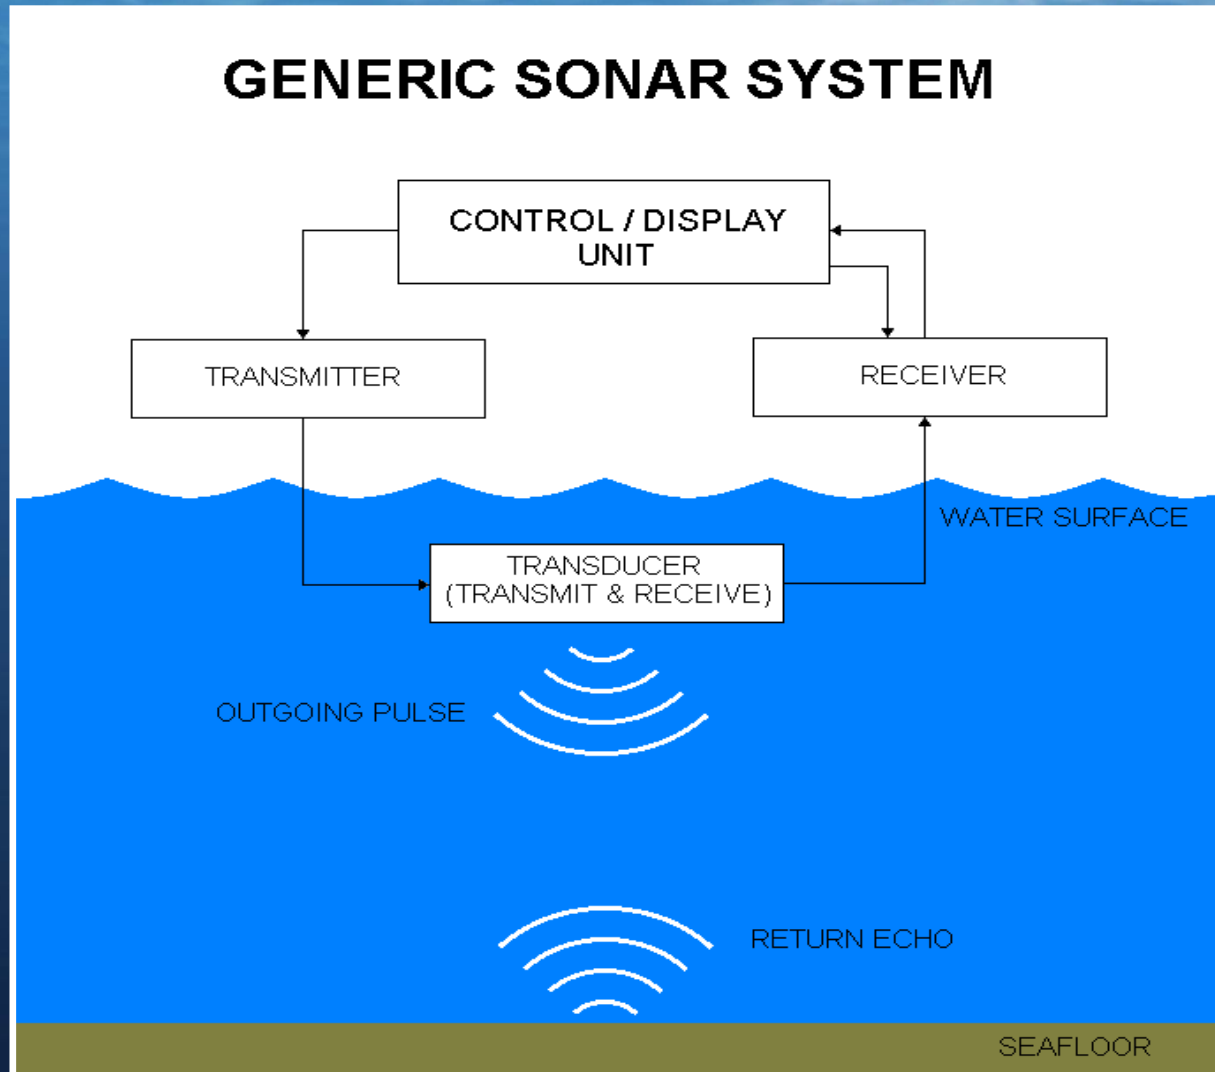 GENERIC SONAR SYSTEM
CONTROL / DISPLAY
UNIT
TRANSMITTER
RECEIVER
WATER SURFACE
TRANSDUCER
(TRANSMIT & RECEIVE)
OUTGOING PULSE
RETURN ECHO
SEAFLOOR